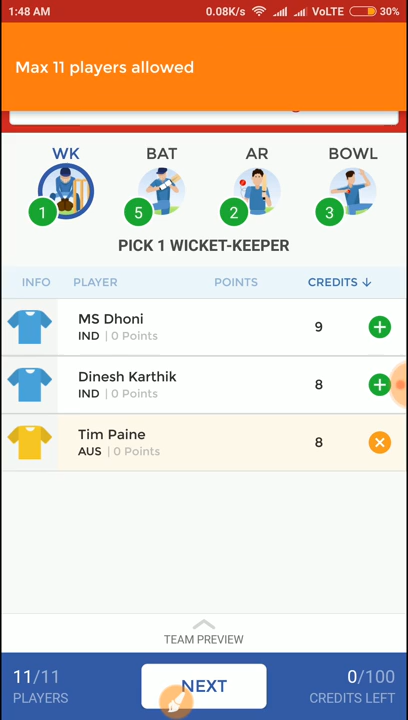 1:48 AM 0.08K/s VoLTE 30%
Max 11 players allowed
WK BAT AR BOWL
1 5 2 3
PICK 1 WICKET-KEEPER
INFO PLAYER POINTS CREDITS ↓
MS Dhoni
IND | 0 Points 9
Dinesh Karthik
IND | 0 Points 8
Tim Paine
AUS | 0 Points 8
TEAM PREVIEW
11/11 NEXT 0/100
PLAYERS CREDITS LEFT